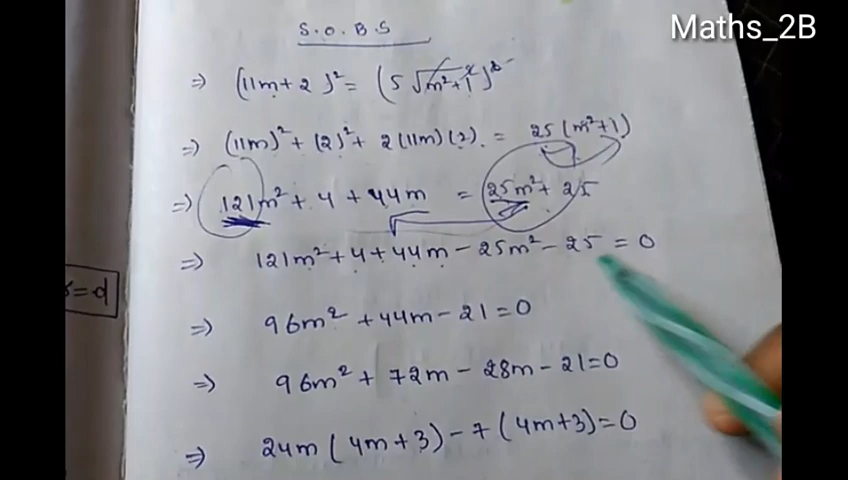 Maths_2B
S.O.B.S
=> (11m+2)² = (5√m²+1)²
=> (11m)² + (2)² + 2(11m)(2) = 25(m²+1)
=> 121m² + 4 + 44m = 25m² + 25
=> 121m² + 4 + 44m - 25m² - 25 = 0
=> 96m² + 44m - 21 = 0
=> 96m² + 72m - 28m - 21 = 0
=> 24m(4m+3) - 7(4m+3) = 0
=d